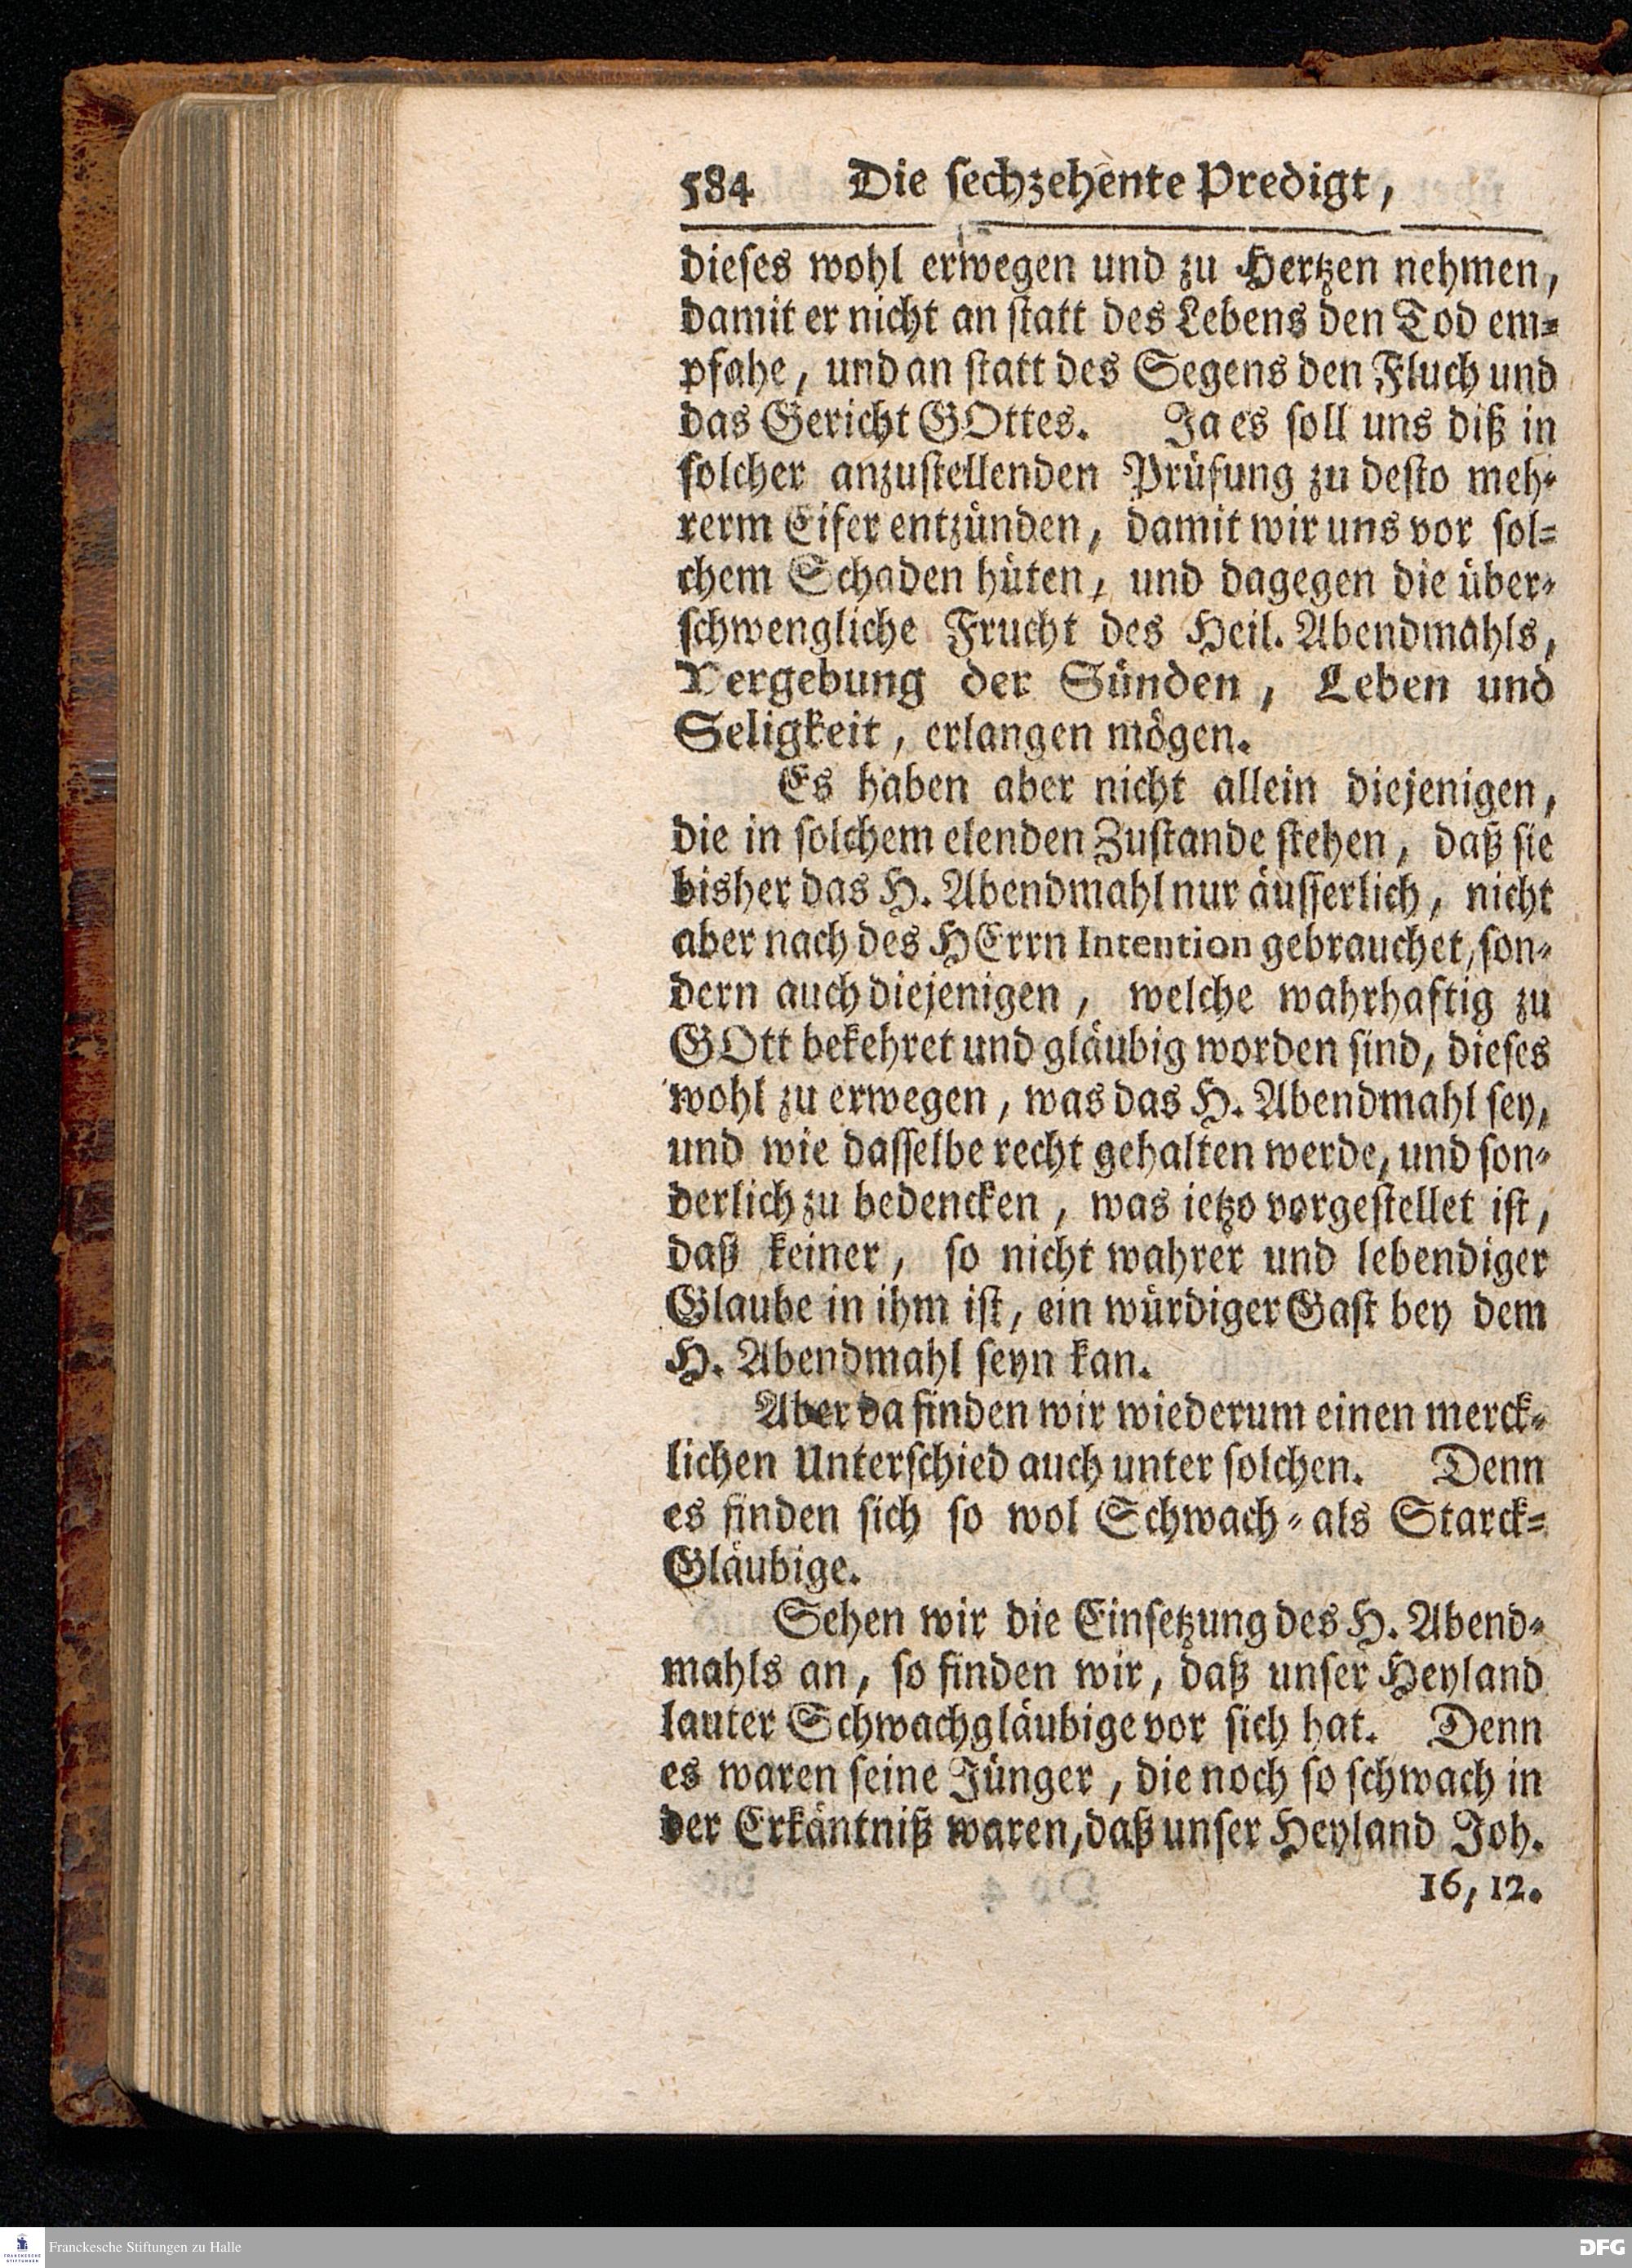 584 Die sechzehente Predigt,
dieses wohl erwegen und zu Hertzen nehmen,
damit er nicht an statt des Lebens den Tod em-
pfahe, und an statt des Segens den Fluch und
das Gericht GOttes. Ja es soll uns diß in
solcher anzustellenden Prüfung zu desto meh-
rerm Eifer entzünden, damit wir uns vor sol-
chem Schaden hüten, und dagegen die über-
schwengliche Frucht des Heil. Abendmahls,
Vergebung der Sünden, Leben und
Seligkeit, erlangen mögen.
Es haben aber nicht allein diejenigen,
die in solchem elenden Zustande stehen, daß sie
bisher das H. Abendmahl nur äusserlich, nicht
aber nach des HErrn Intention gebrauchet, son-
dern auch diejenigen, welche wahrhaftig zu
GOtt bekehret und gläubig worden sind, dieses
wohl zu erwegen, was das H. Abendmahl sey,
und wie dasselbe recht gehalten werde, und son-
derlich zu bedencken, was ietzo vorgestellet ist,
daß keiner, so nicht wahrer und lebendiger
Glaube in ihm ist, ein würdiger Gast bey dem
H. Abendmahl seyn kan.
Aber da finden wir wiederum einen merck-
lichen Unterschied auch unter solchen. Denn
es finden sich so wol Schwach- als Starck-
Gläubige.
Sehen wir die Einsetzung des H. Abend-
mahls an, so finden wir, daß unser Heyland
lauter Schwachgläubige vor sich hat. Denn
es waren seine Jünger, die noch so schwach in
der Erkäntniß waren, daß unser Heyland Joh.
16, 12.
FRANCKESCHE
STIFTUNGEN
Franckesche Stiftungen zu Halle
DFG